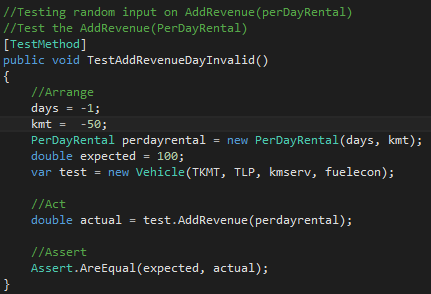 //Testing random input on AddRevenue(perDayRental)
//Test the AddRevenue(PerDayRental)
[TestMethod]
public void TestAddRevenueDayInvalid()
{
    //Arrange
    days = -1;
    kmt =  -50;
    PerDayRental perdayrental = new PerDayRental(days, kmt);
    double expected = 100;
    var test = new Vehicle(TKMT, TLP, kmserv, fuelecon);

    //Act
    double actual = test.AddRevenue(perdayrental);

    //Assert
    Assert.AreEqual(expected, actual);
}